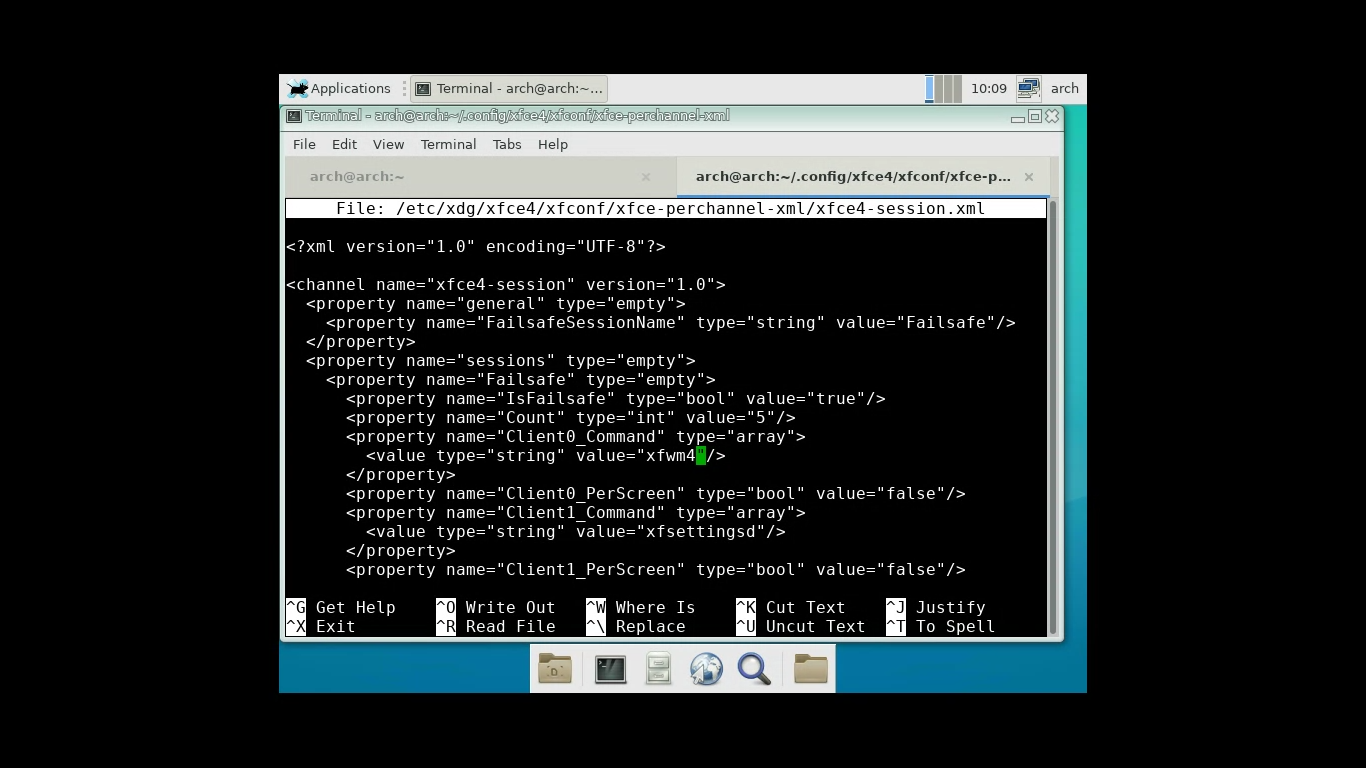 Applications
Terminal - arch@arch:~...
10:09
arch
Terminal - arch@arch:~/.config/xfce4/xfconf/xfce-perchannel-xml
File Edit View Terminal Tabs Help
arch@arch:~
arch@arch:~/.config/xfce4/xfconf/xfce-p...
File: /etc/xdg/xfce4/xfconf/xfce-perchannel-xml/xfce4-session.xml
<?xml version="1.0" encoding="UTF-8"?>
<channel name="xfce4-session" version="1.0">
  <property name="general" type="empty">
    <property name="FailsafeSessionName" type="string" value="Failsafe"/>
  </property>
  <property name="sessions" type="empty">
    <property name="Failsafe" type="empty">
      <property name="IsFailsafe" type="bool" value="true"/>
      <property name="Count" type="int" value="5"/>
      <property name="Client0_Command" type="array">
        <value type="string" value="xfwm4"/>
      </property>
      <property name="Client0_PerScreen" type="bool" value="false"/>
      <property name="Client1_Command" type="array">
        <value type="string" value="xfsettingsd"/>
      </property>
      <property name="Client1_PerScreen" type="bool" value="false"/>
^G Get Help ^O Write Out ^W Where Is ^K Cut Text ^J Justify
^X Exit ^R Read File ^\ Replace ^U Uncut Text ^T To Spell